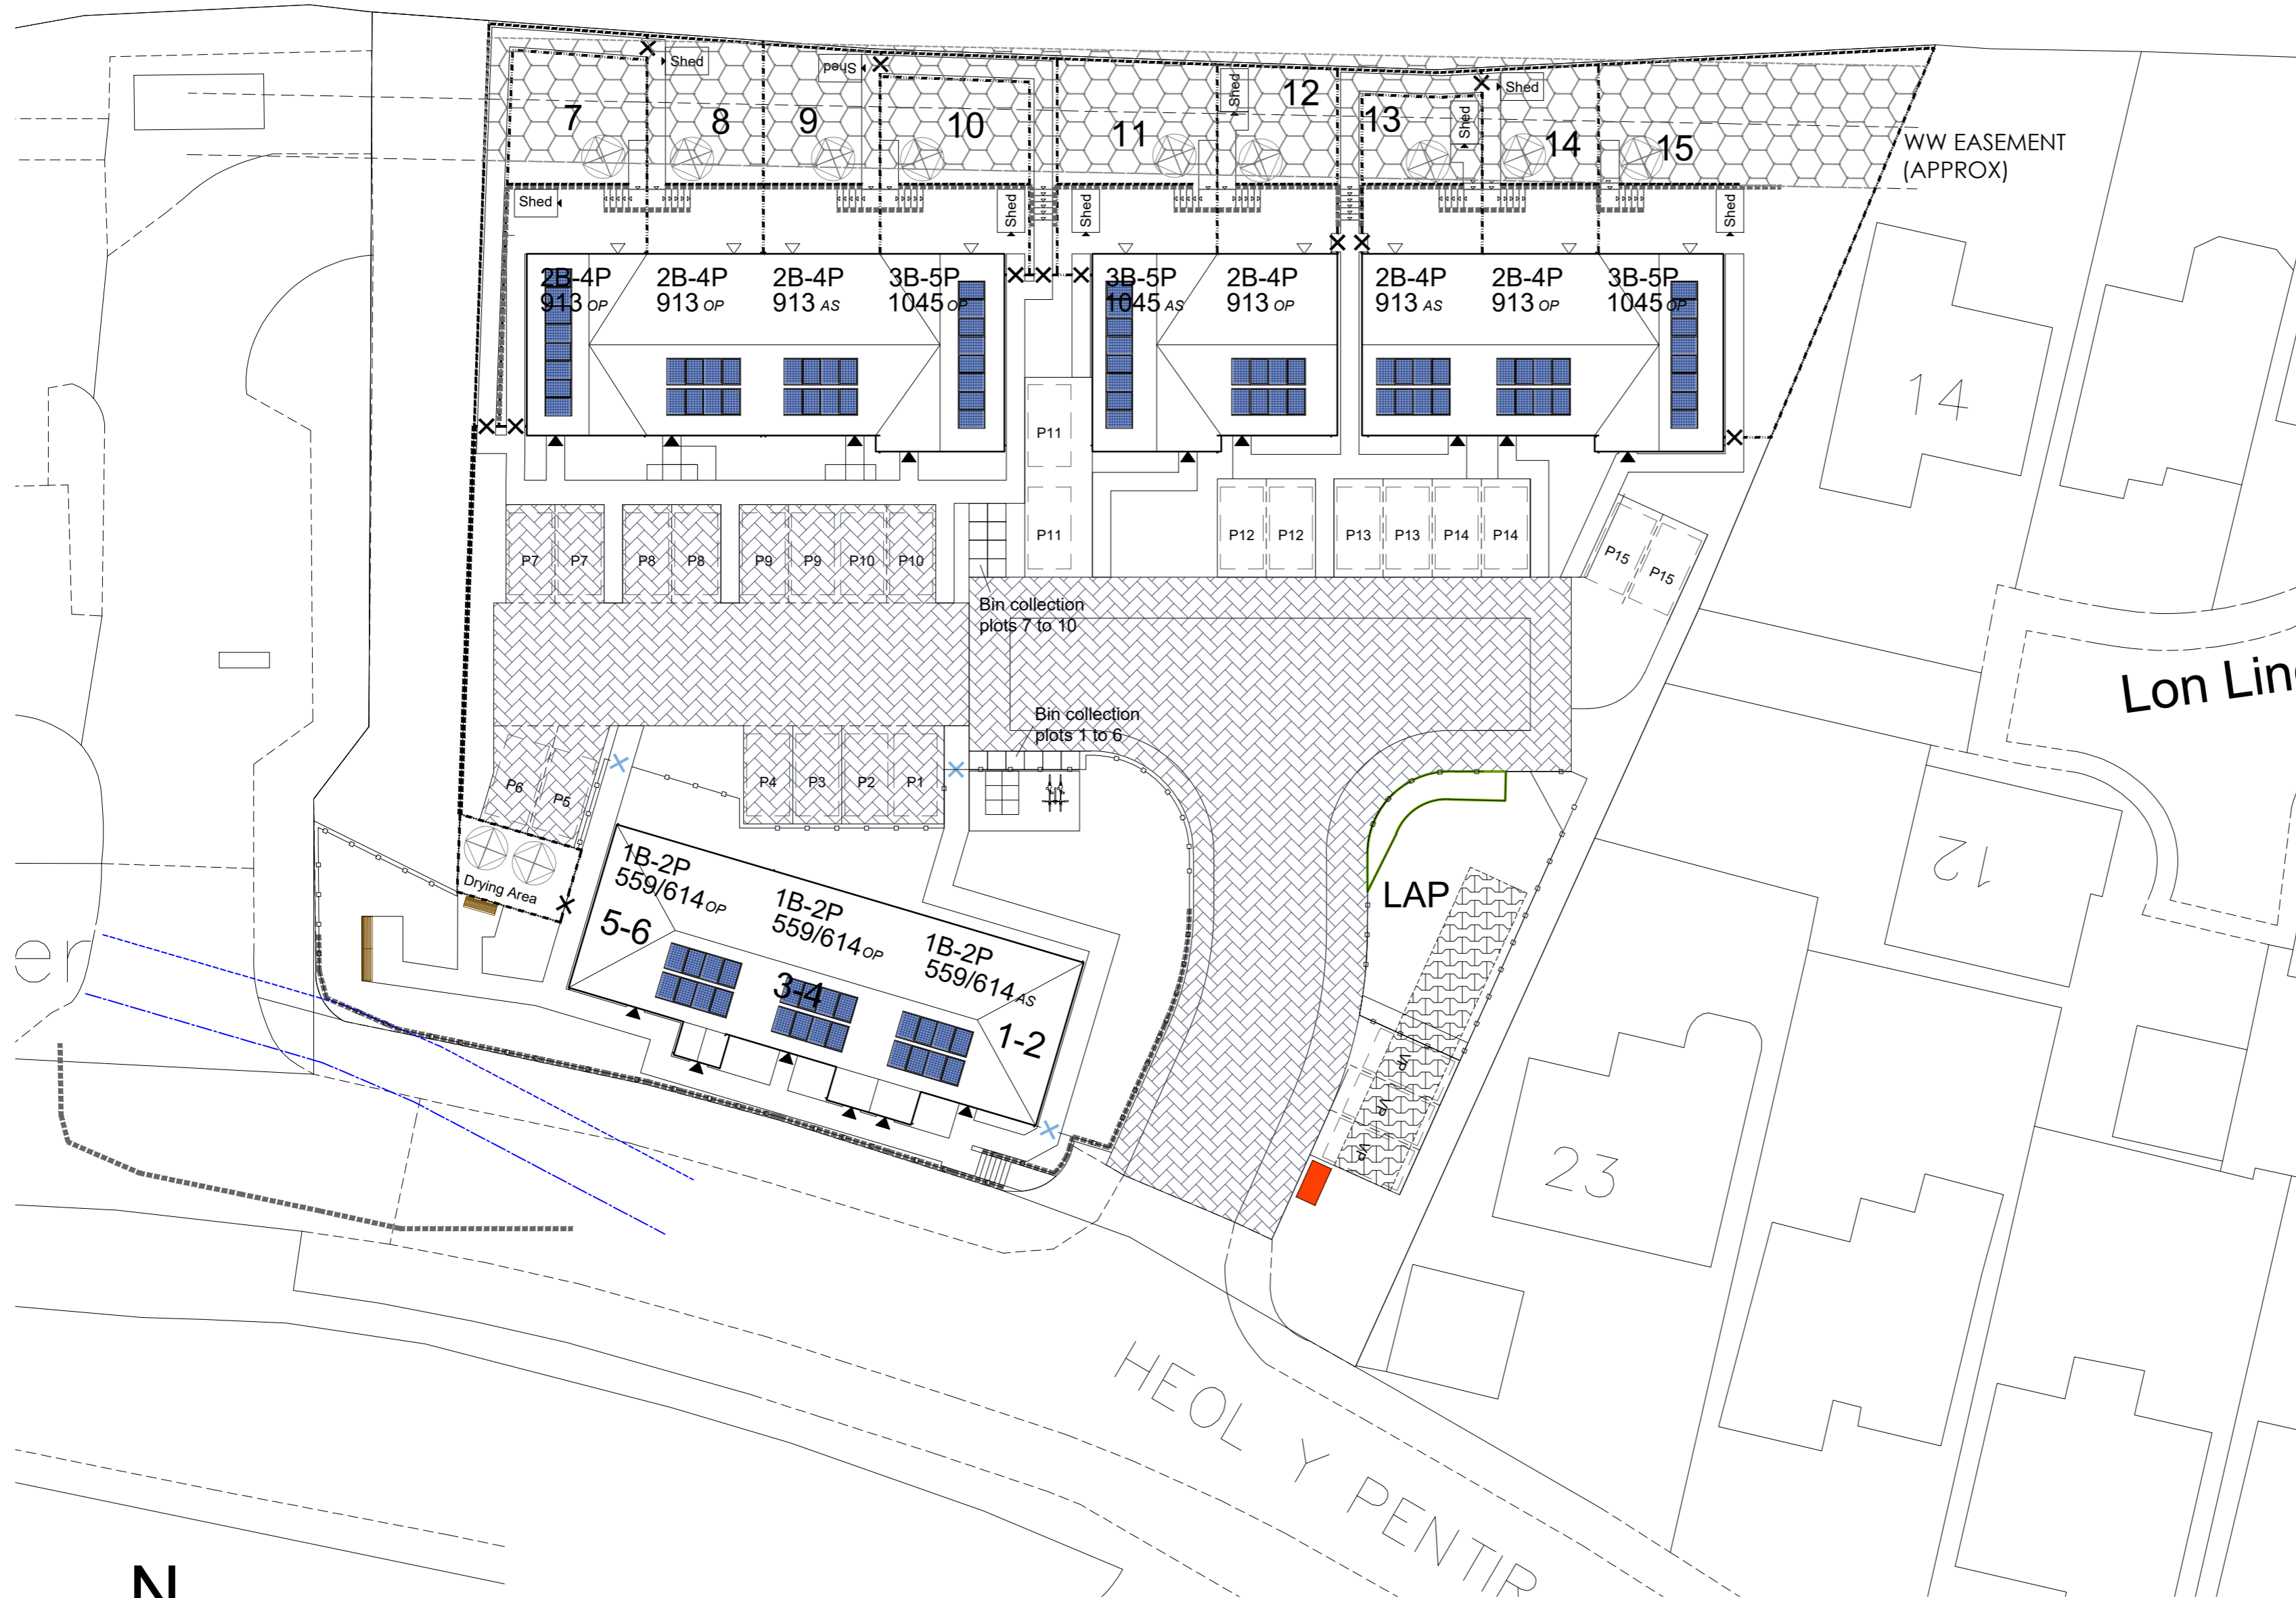 Shed
Shed
Shed
Shed
Shed
7
8
9
10
11
12
13
14
15
WW EASEMENT
(APPROX)
Shed
Shed
Shed
Shed
2B-4P
913 OP
2B-4P
913 OP
2B-4P
913 AS
3B-5P
1045 OP
3B-5P
1045 AS
2B-4P
913 OP
2B-4P
913 AS
2B-4P
913 OP
3B-5P
1045 OP
14
P11
P11
P7
P7
P8
P8
P9
P9
P10
P10
P12
P12
P13
P13
P14
P14
P15
P15
Bin collection
plots 7 to 10
Lon Lin
Bin collection
plots 1 to 6
P6
P5
P4
P3
P2
P1
12
Drying Area
LAP
1B-2P
559/614 OP
5-6
1B-2P
559/614 OP
3-4
1B-2P
559/614 AS
1-2
er
VP
VP
VP
23
HEOL Y PENTIR
N